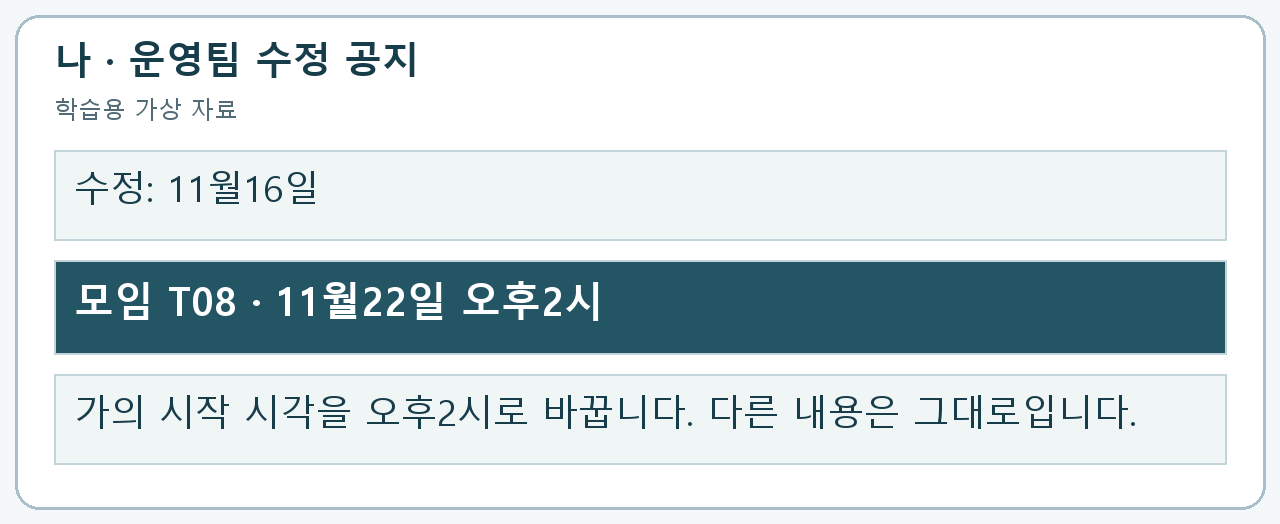 나 · 운영팀 수정 공지
학습용 가상 자료
수정: 11월16일
모임 T08 · 11월22일 오후2시
가의 시작 시각을 오후2시로 바꿉니다. 다른 내용은 그대로입니다.